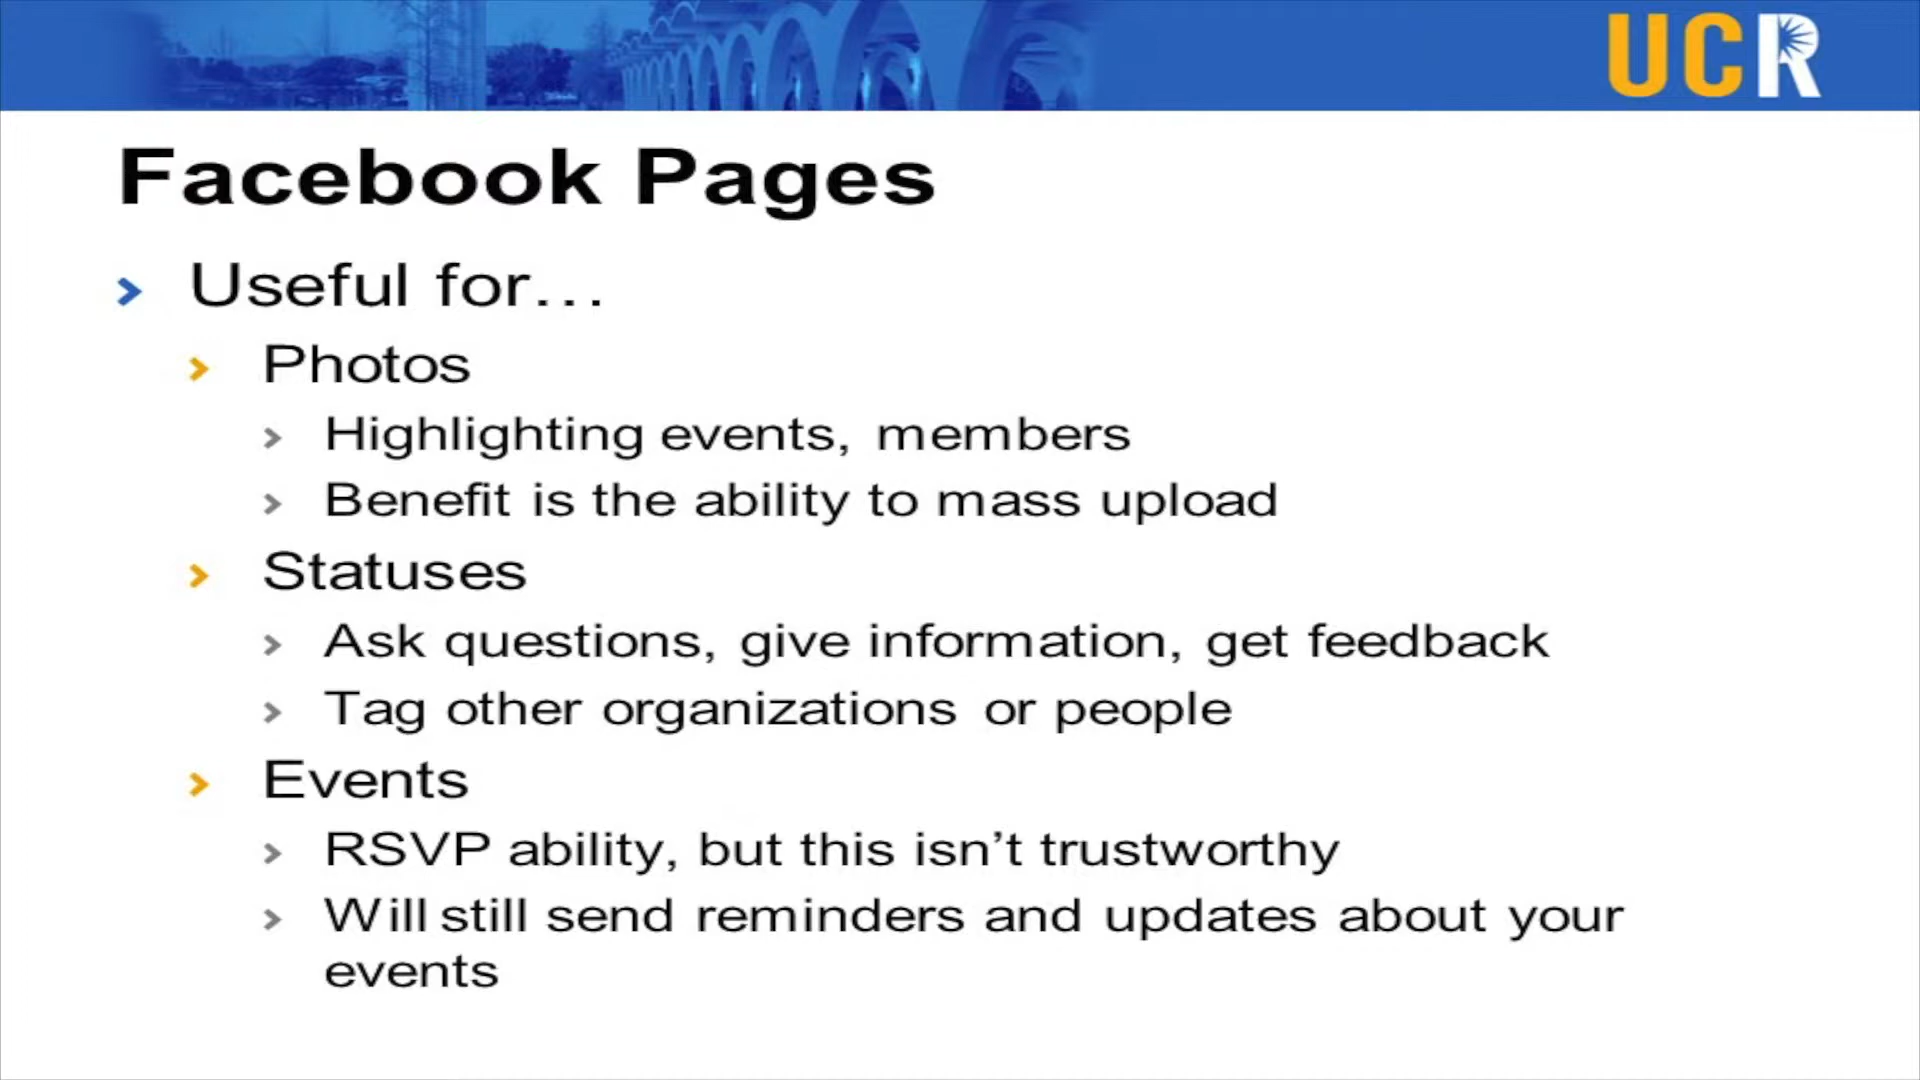 UCR
Facebook Pages
Useful for…
Photos
Highlighting events, members
Benefit is the ability to mass upload
Statuses
Ask questions, give information, get feedback
Tag other organizations or people
Events
RSVP ability, but this isn’t trustworthy
Will still send reminders and updates about your
events